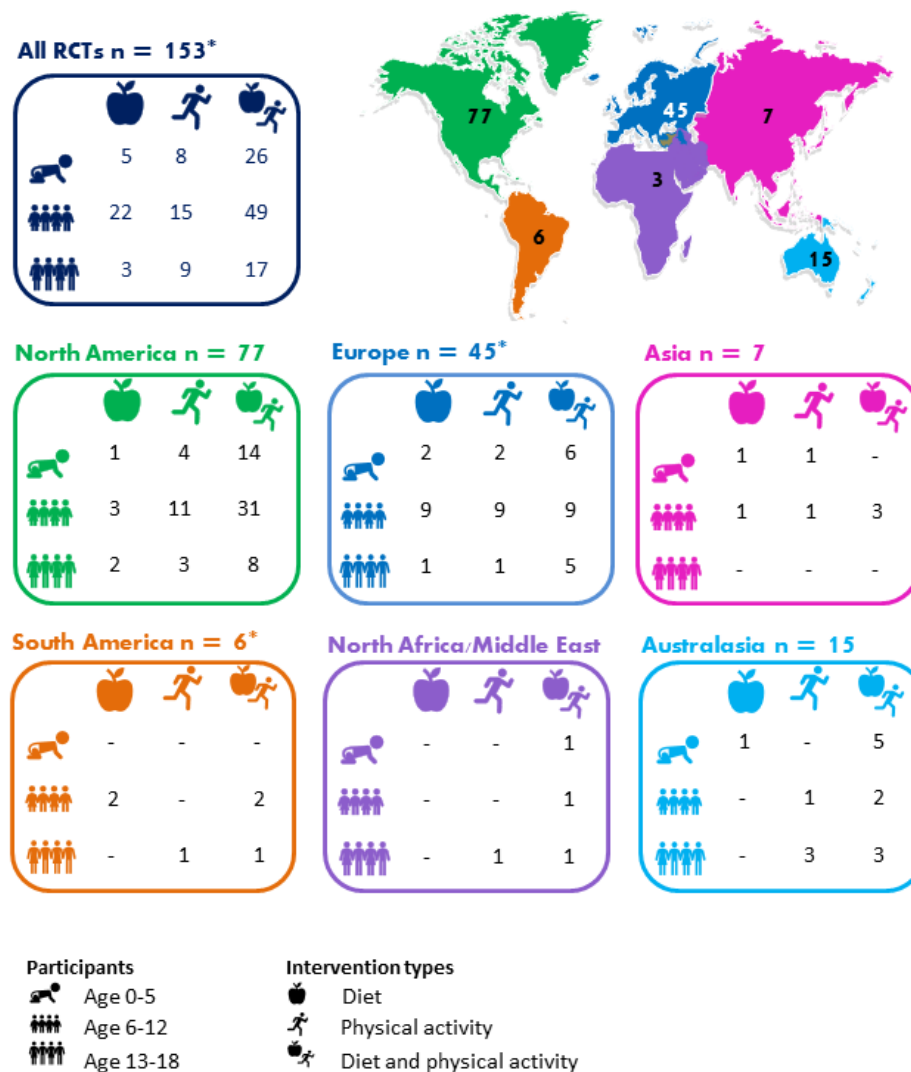 All RCTs n = 153*
5 8 26
22 15 49
3 9 17
77
45
7
3
6
15
North America n = 77
1 4 14
3 11 31
2 3 8
Europe n = 45*
2 2 6
9 9 9
1 1 5
Asia n = 7
1 1 -
1 1 3
- - -
South America n = 6*
- - -
2 - 2
- 1 1
North Africa/Middle East
- - 1
- - 1
- 1 1
Australasia n = 15
1 - 5
- 1 2
- 3 3
Participants
Age 0-5
Age 6-12
Age 13-18
Intervention types
Diet
Physical activity
Diet and physical activity